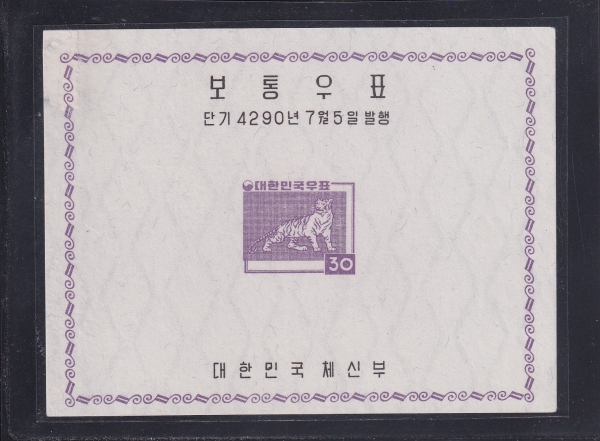 보통우표
단기 4290년 7월 5일 발행
대한민국우표
30
대한민국 체신부